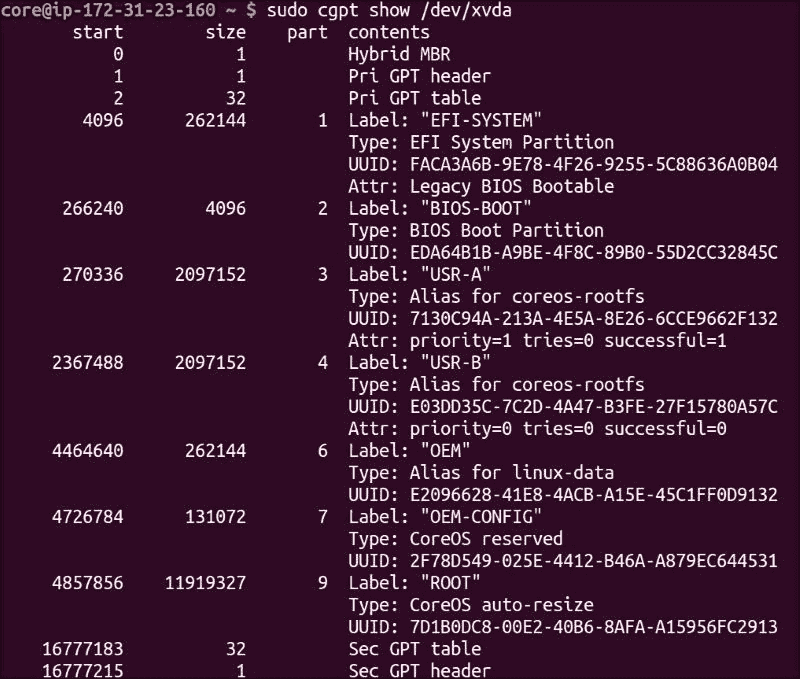 core@ip-172-31-23-160 ~ $ sudo cgpt show /dev/xvda
start size part contents
0 1 Hybrid MBR
1 1 Pri GPT header
2 32 Pri GPT table
4096 262144 1 Label: "EFI-SYSTEM"
Type: EFI System Partition
UUID: FACA3A6B-9E78-4F26-9255-5C88636A0B04
Attr: Legacy BIOS Bootable
266240 4096 2 Label: "BIOS-BOOT"
Type: BIOS Boot Partition
UUID: EDA64B1B-A9BE-4F8C-89B0-55D2CC32845C
270336 2097152 3 Label: "USR-A"
Type: Alias for coreos-rootfs
UUID: 7130C94A-213A-4E5A-8E26-6CCE9662F132
Attr: priority=1 tries=0 successful=1
2367488 2097152 4 Label: "USR-B"
Type: Alias for coreos-rootfs
UUID: E03DD35C-7C2D-4A47-B3FE-27F15780A57C
Attr: priority=0 tries=0 successful=0
4464640 262144 6 Label: "OEM"
Type: Alias for linux-data
UUID: E2096628-41E8-4ACB-A15E-45C1FF0D9132
4726784 131072 7 Label: "OEM-CONFIG"
Type: CoreOS reserved
UUID: 2F78D549-025E-4412-B46A-A879EC644531
4857856 11919327 9 Label: "ROOT"
Type: CoreOS auto-resize
UUID: 7D1B0DC8-00E2-40B6-8AFA-A15956FC2913
16777183 32 Sec GPT table
16777215 1 Sec GPT header